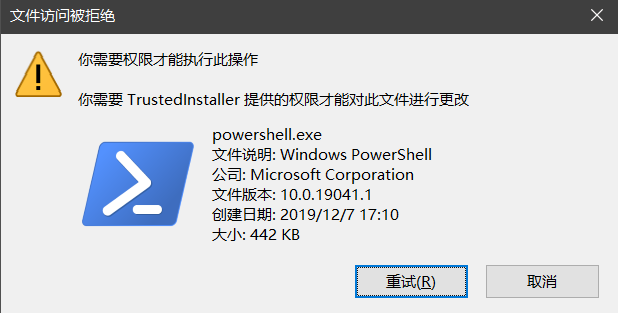 文件访问被拒绝
你需要权限才能执行此操作
你需要 TrustedInstaller 提供的权限才能对此文件进行更改
powershell.exe
文件说明: Windows PowerShell
公司: Microsoft Corporation
文件版本: 10.0.19041.1
创建日期: 2019/12/7 17:10
大小: 442 KB
重试(R)
取消